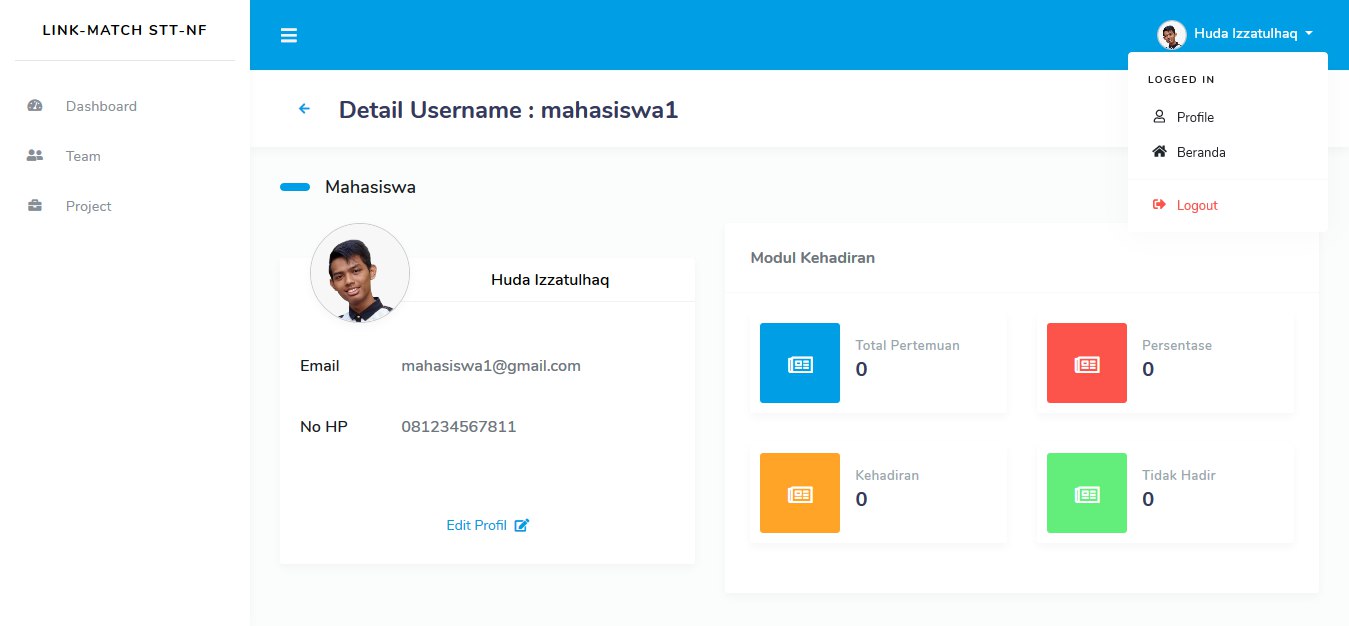 LINK-MATCH STT-NF
Dashboard
Team
Project
Huda Izzatulhaq
LOGGED IN
Profile
Beranda
Logout
Detail Username : mahasiswa1
Mahasiswa
Huda Izzatulhaq
Email mahasiswa1@gmail.com
No HP 081234567811
Edit Profil
Modul Kehadiran
Total Pertemuan
0
Persentase
0
Kehadiran
0
Tidak Hadir
0